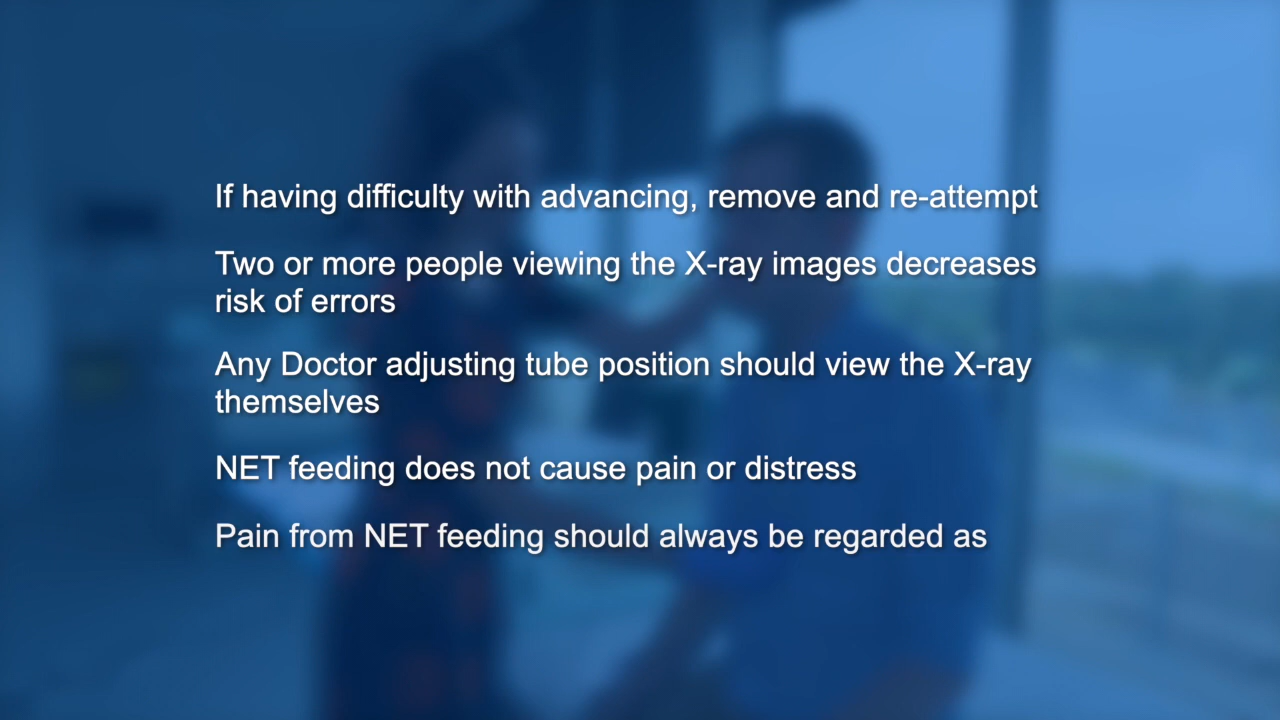 If having difficulty with advancing, remove and re-attempt
Two or more people viewing the X-ray images decreases
risk of errors
Any Doctor adjusting tube position should view the X-ray
themselves
NET feeding does not cause pain or distress
Pain from NET feeding should always be regarded as